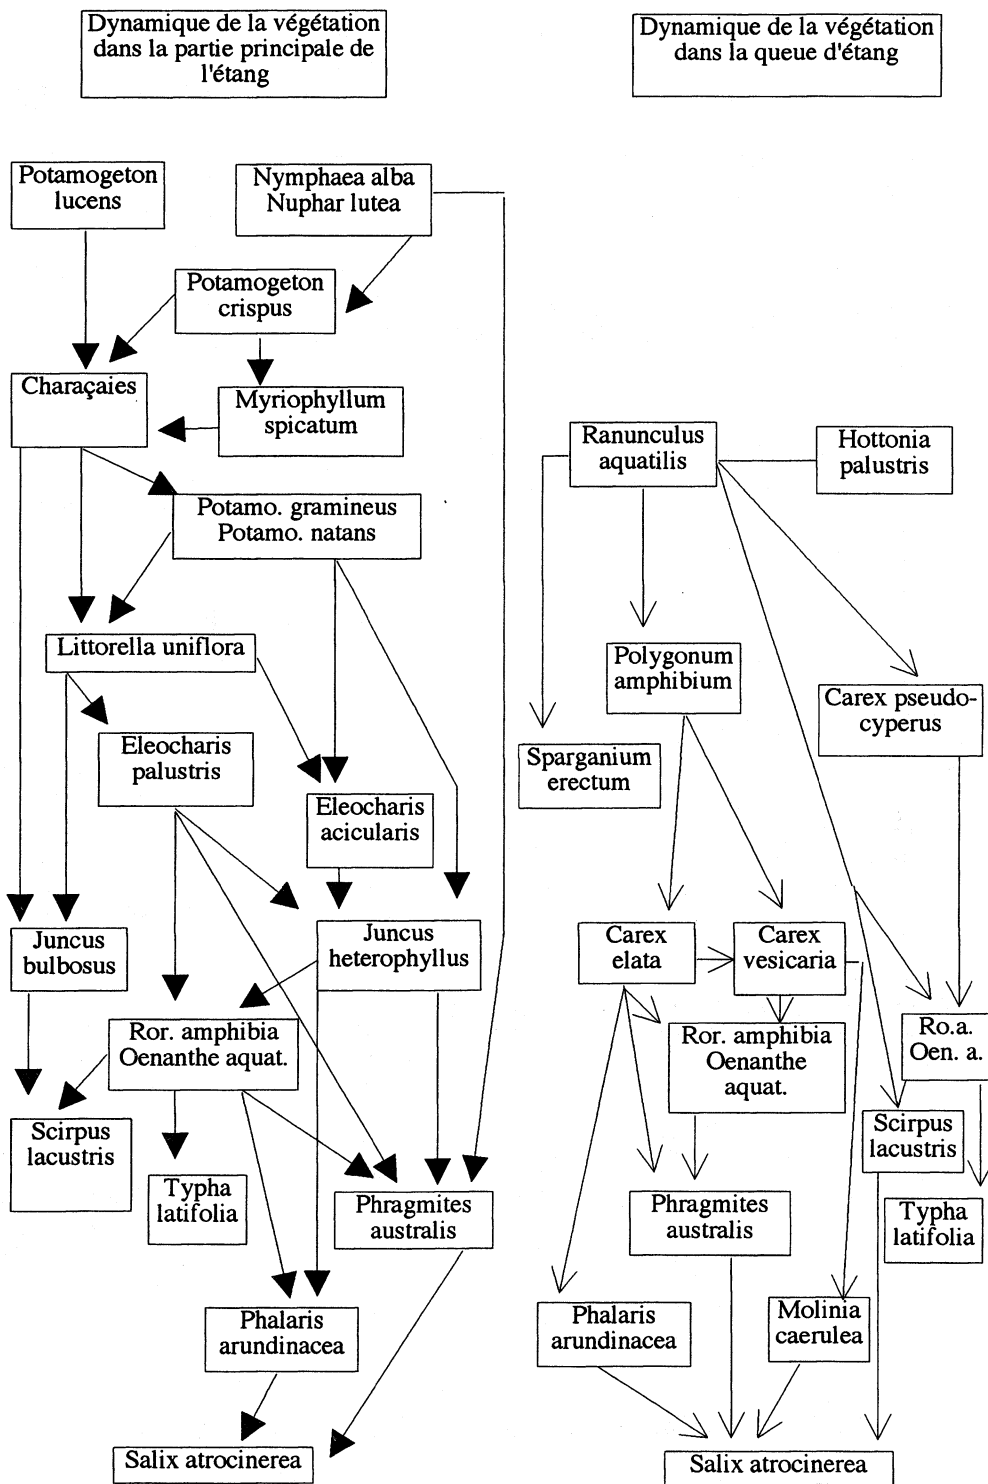 Dynamique de la végétation
dans la partie principale de
l'étang
Dynamique de la végétation
dans la queue d'étang
Potamogeton
lucens
Nymphaea alba
Nuphar lutea
Potamogeton
crispus
Charaçaies
Myriophyllum
spicatum
Potamo. gramineus
Potamo. natans
Littorella uniflora
Eleocharis
palustris
Eleocharis
acicularis
Juncus
bulbosus
Juncus
heterophyllus
Ror. amphibia
Oenanthe aquat.
Scirpus
lacustris
Typha
latifolia
Phragmites
australis
Phalaris
arundinacea
Salix atrocinerea
Ranunculus
aquatilis
Hottonia
palustris
Polygonum
amphibium
Carex pseudo-
cyperus
Sparganium
erectum
Carex
elata
Carex
vesicaria
Ror. amphibia
Oenanthe
aquat.
Ro.a.
Oen. a.
Scirpus
lacustris
Typha
latifolia
Phragmites
australis
Phalaris
arundinacea
Molinia
caerulea
Salix atrocinerea